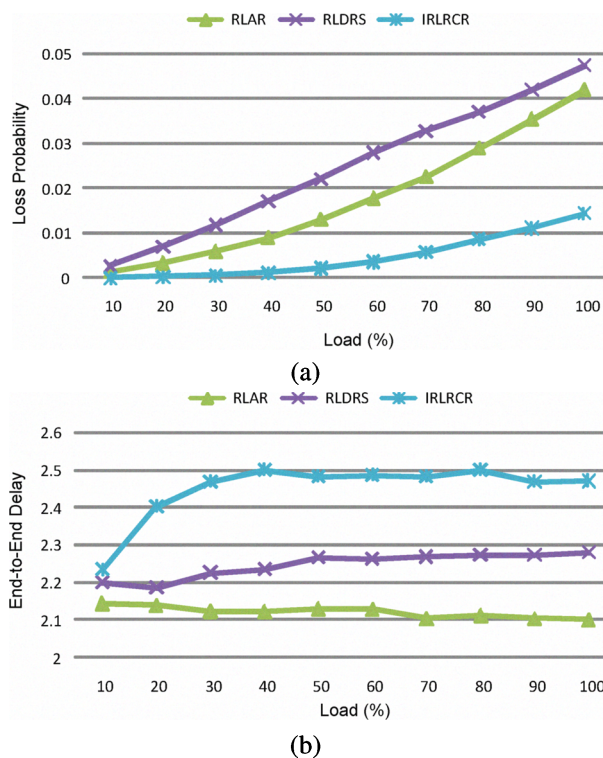 RLAR RLDRS IRLRCR
0.05
0.04
0.03
0.02
0.01
0
Loss Probability
10 20 30 40 50 60 70 80 90 100
Load (%)
(a)
RLAR RLDRS IRLRCR
2.6
2.5
2.4
2.3
2.2
2.1
2
End-to-End Delay
10 20 30 40 50 60 70 80 90 100
Load (%)
(b)